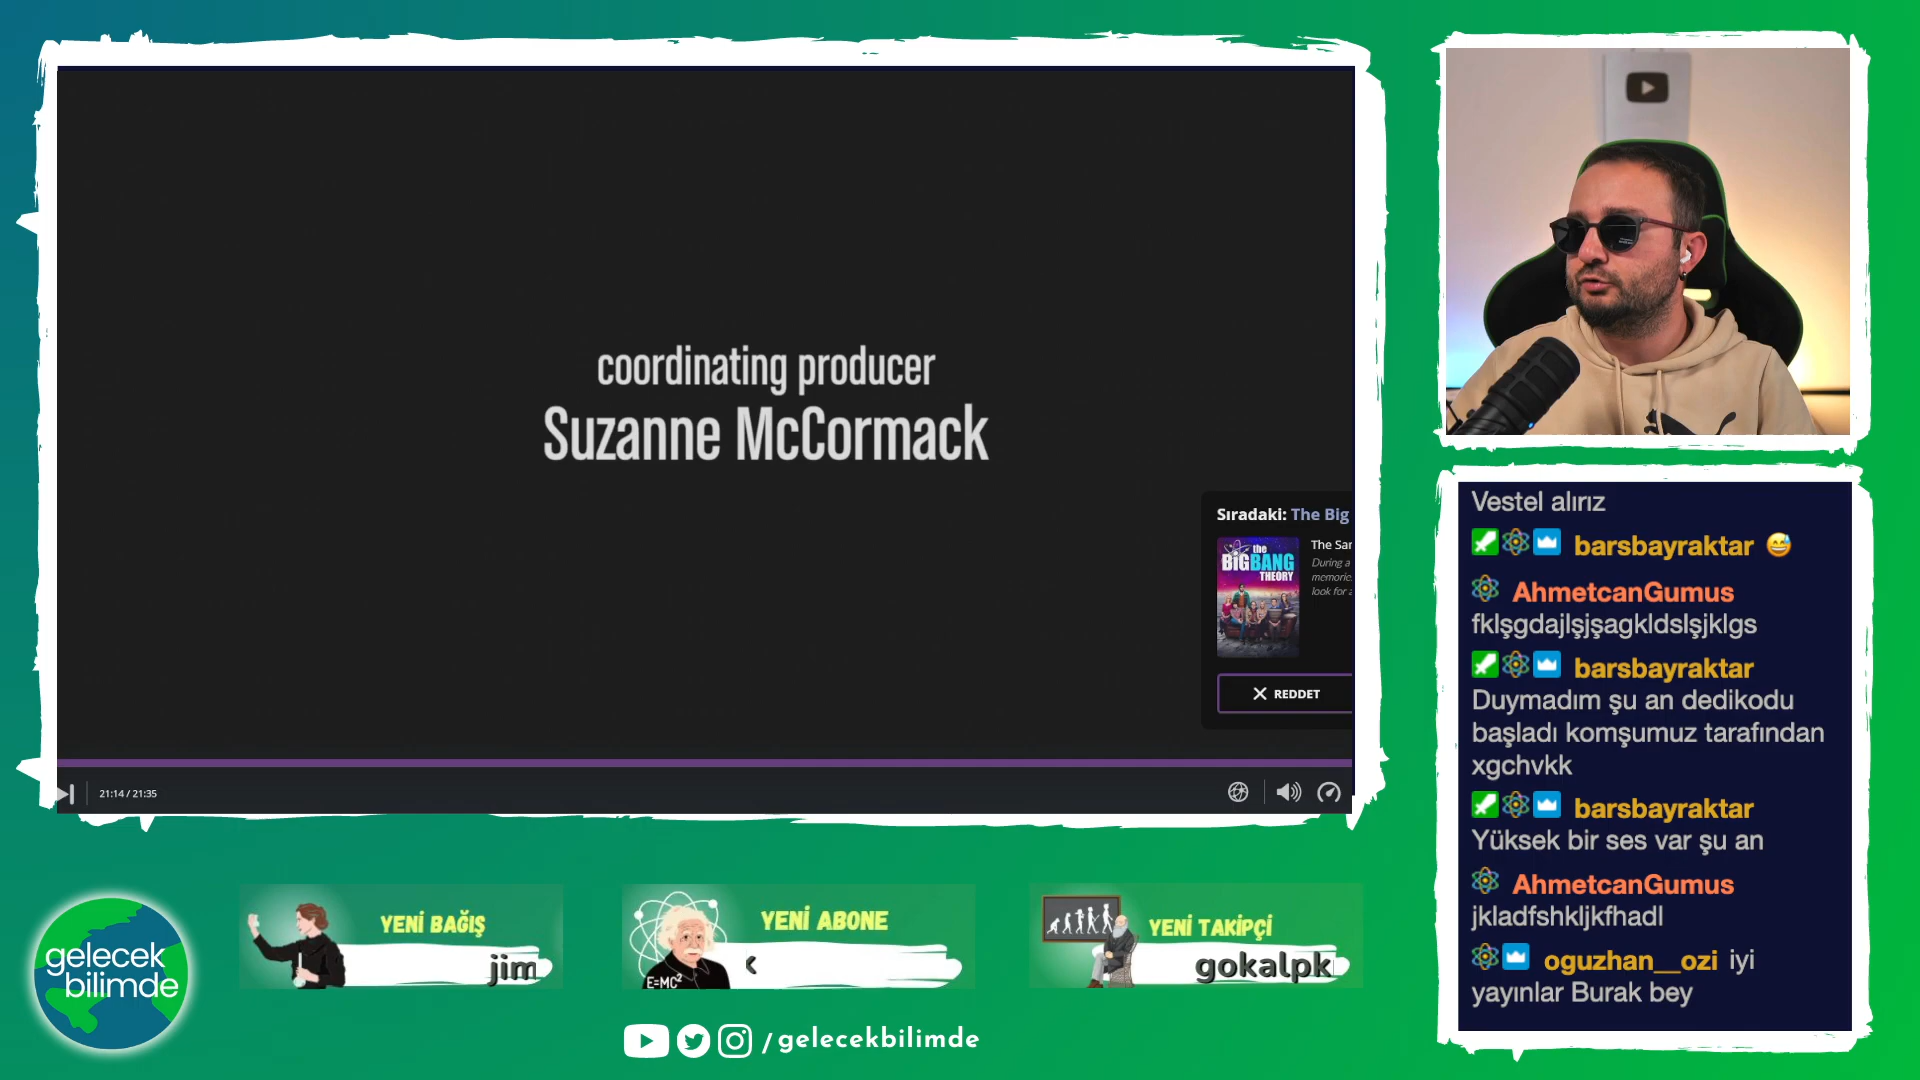 coordinating producer
Suzanne McCormack
Sıradaki: The Big
the
BIGBANG
THEORY
The Sar
During a
memorie
look for a
REDDET
21:14 / 21:35
Vestel alırız
barsbayraktar 😅
AhmetcanGumus
fklşgdajlşjşagkldslşjklgs
barsbayraktar
Duymadım şu an dedikodu
başladı komşumuz tarafından
xgchvkk
barsbayraktar
Yüksek bir ses var şu an
AhmetcanGumus
jkladfshkljkfhadl
oguzhan__ozi iyi
yayınlar Burak bey
gelecek
bilimde
YENİ BAĞIŞ
jim
YENİ ABONE
E=MC²
YENİ TAKİPÇİ
gokalpk
/gelecekbilimde